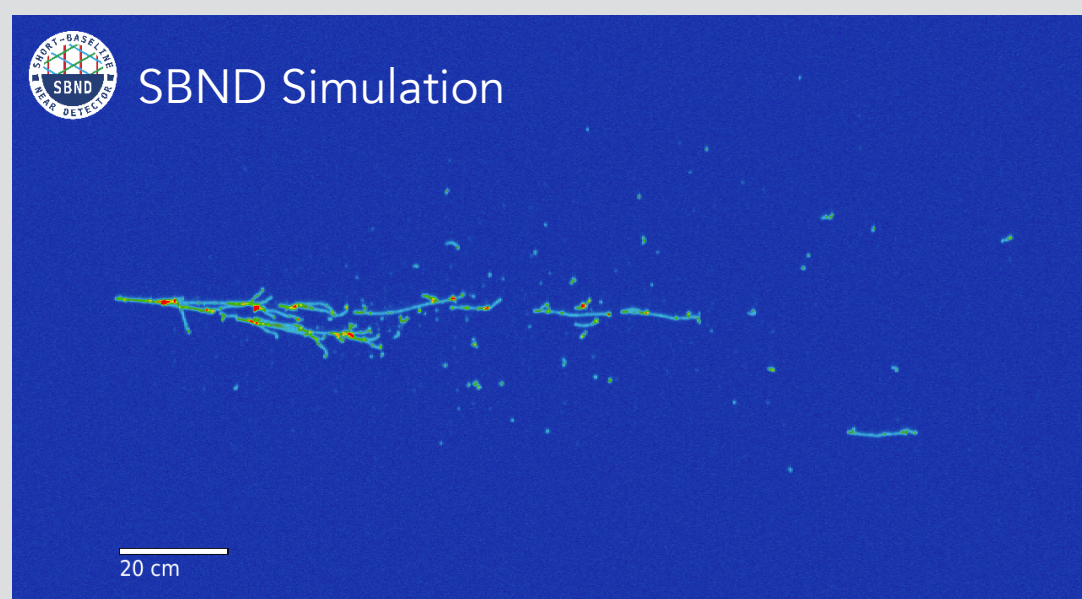 SHORT-BASELINE
SBND
NEAR DETECTOR
SBND Simulation
20 cm